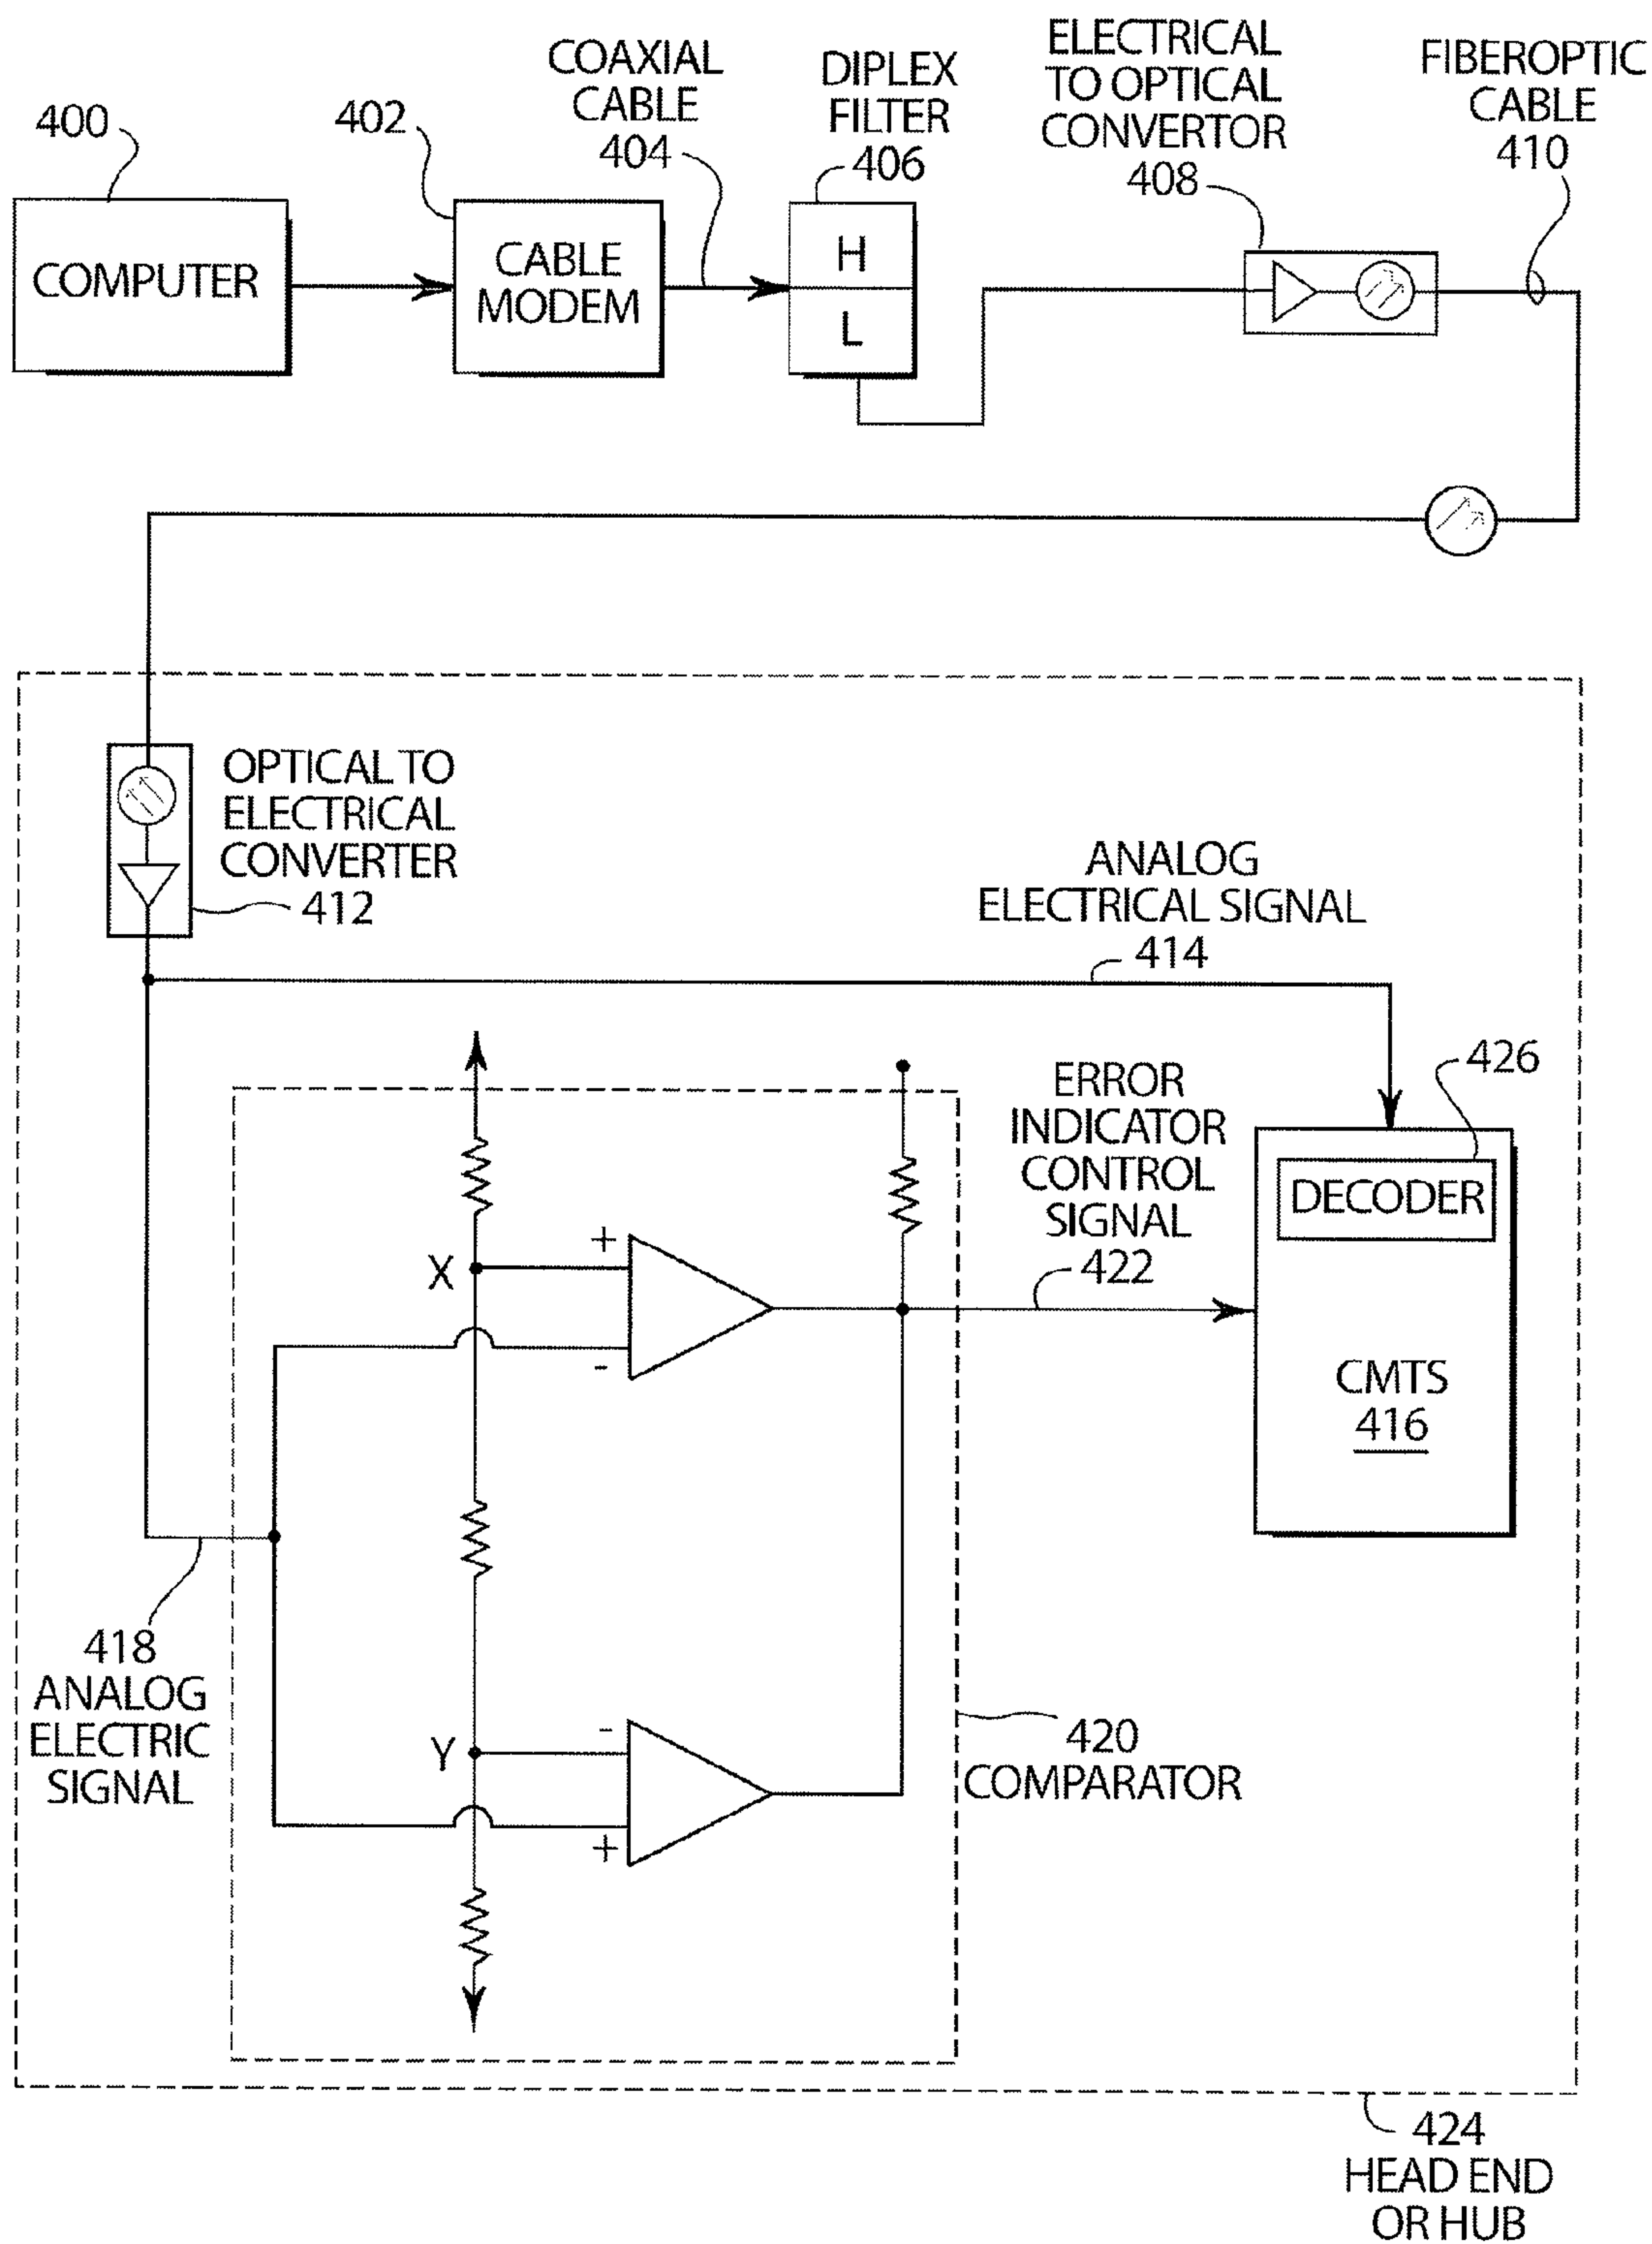 400
COMPUTER
402
CABLE
MODEM
COAXIAL
CABLE
404
DIPLEX
FILTER
406
H
L
ELECTRICAL
TO OPTICAL
CONVERTOR
408
FIBEROPTIC
CABLE
410
OPTICAL TO
ELECTRICAL
CONVERTER
412
ANALOG
ELECTRICAL SIGNAL
414
ERROR
INDICATOR
CONTROL
SIGNAL
422
426
DECODER
CMTS
416
X
+
-
Y
-
+
418
ANALOG
ELECTRIC
SIGNAL
420
COMPARATOR
424
HEAD END
OR HUB